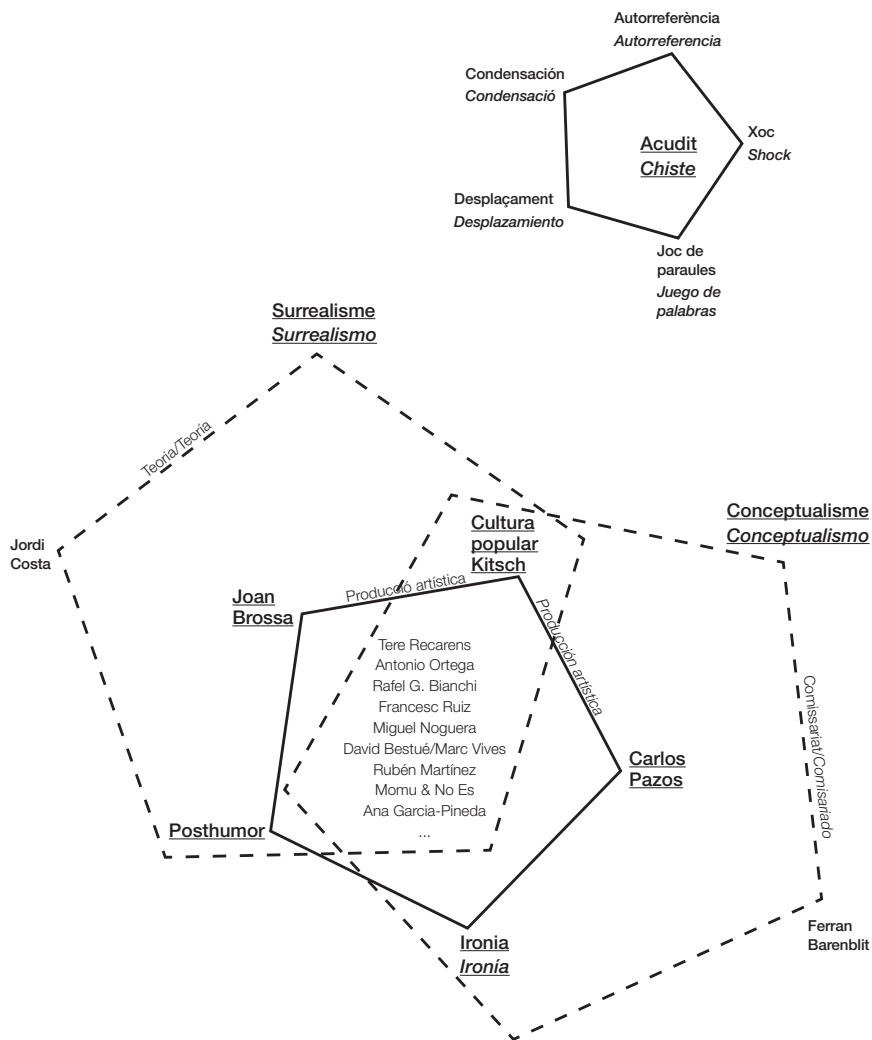 Autorreferència
Autorreferencia
Condensación
Condensació
Xoc
Shock
Acudit
Chiste
Desplaçament
Desplazamiento
Joc de
paraules
Juego de
palabras
Surrealisme
Surrealismo
Teoria/Teoría
Jordi
Costa
Cultura
popular
Kitsch
Conceptualisme
Conceptualismo
Joan
Brossa
Producció artística
Producción artística
Tere Recarens
Antonio Ortega
Rafel G. Bianchi
Francesc Ruiz
Miguel Noguera
David Bestué/Marc Vives
Rubén Martínez
Momu & No Es
Ana Garcia-Pineda
...
Comissariat/Comisariado
Carlos
Pazos
Posthumor
Ironia
Ironía
Ferran
Barenblit